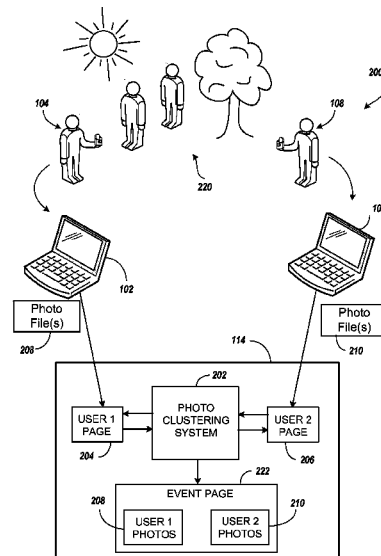 200
104
108
220
102
10
Photo
File(s)
208
Photo
File(s)
210
114
202
USER 1
PAGE
PHOTO
CLUSTERING
SYSTEM
USER 2
PAGE
204
206
222
EVENT PAGE
208
USER 1
PHOTOS
USER 2
PHOTOS
210